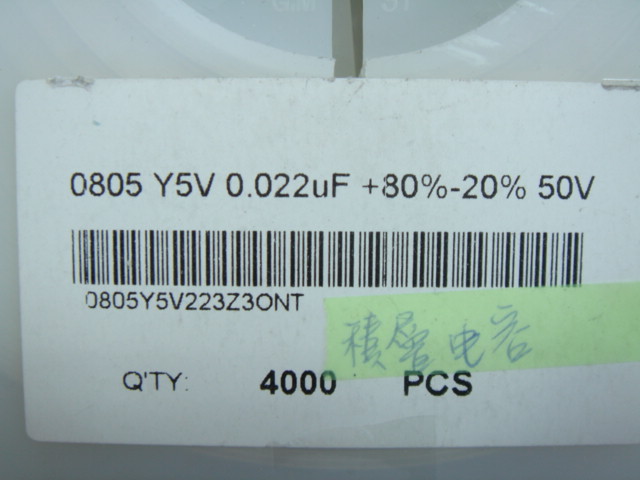 0805 Y5V 0.022uF +80%-20% 50V
0805Y5V223Z3ONT
積層电容
Q'TY: 4000 PCS